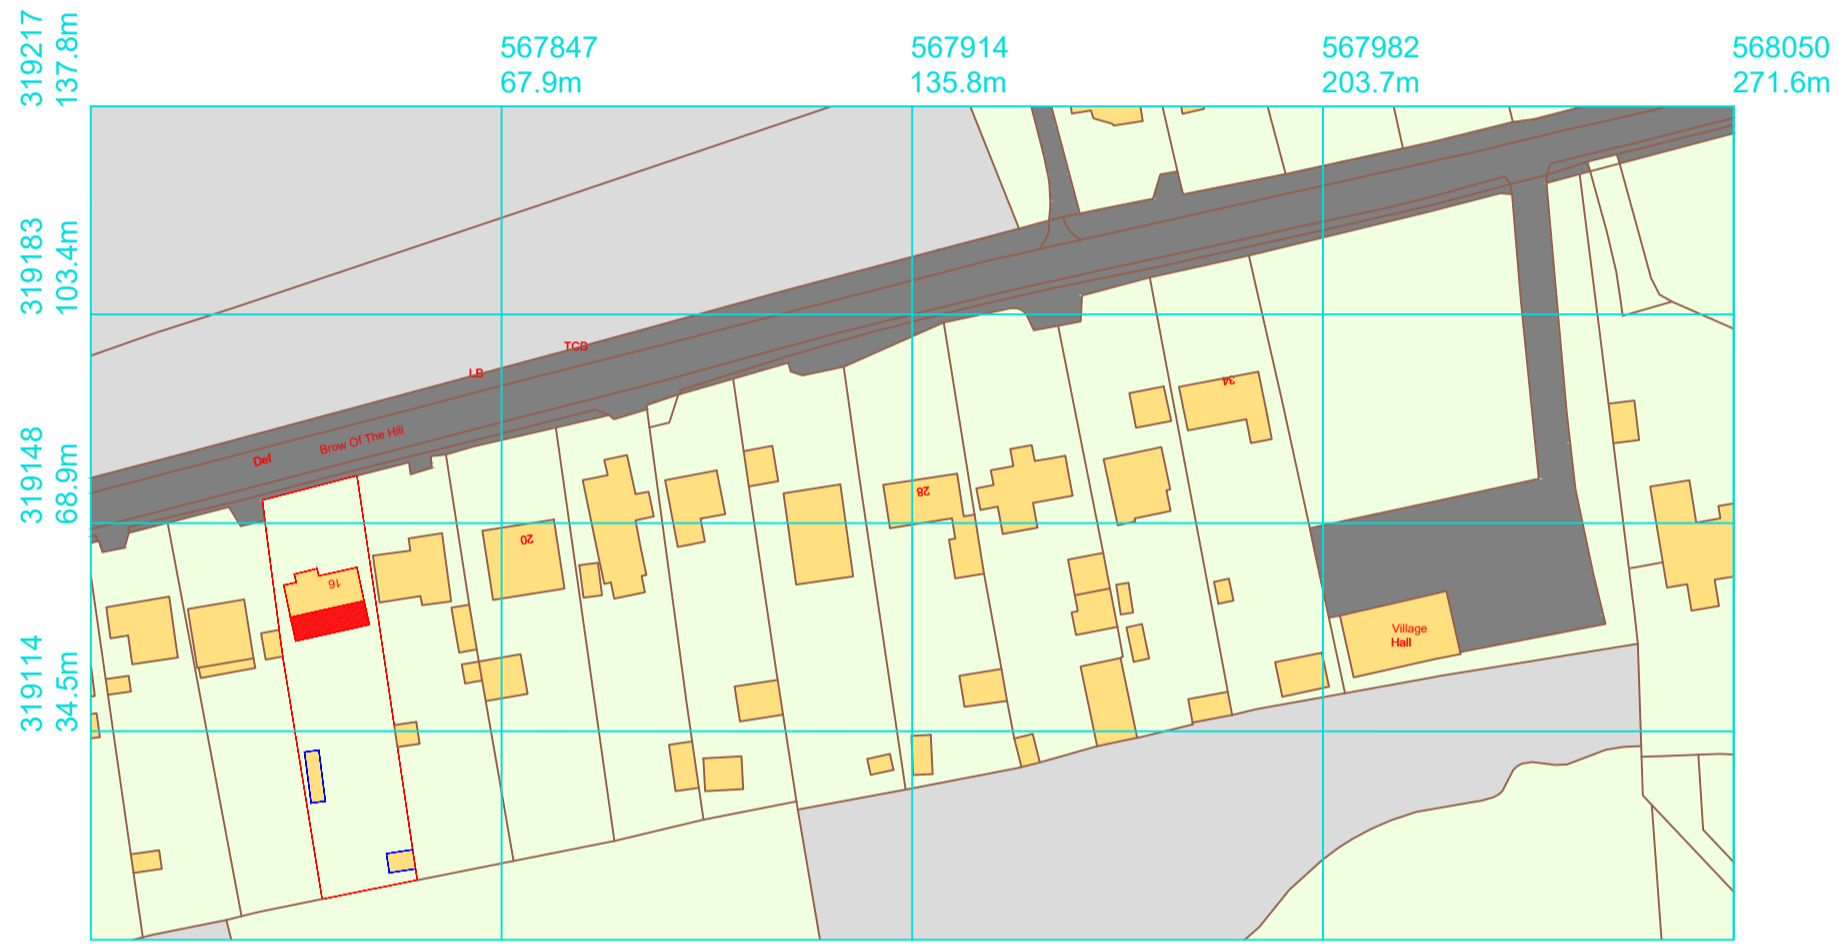 567847
67.9m
567914
135.8m
567982
203.7m
568050
271.6m
319217
137.8m
319183
103.4m
319148
68.9m
319114
34.5m
TCB
LB
Def
Brow Of The Hill
34
28
20
16
Village
Hall